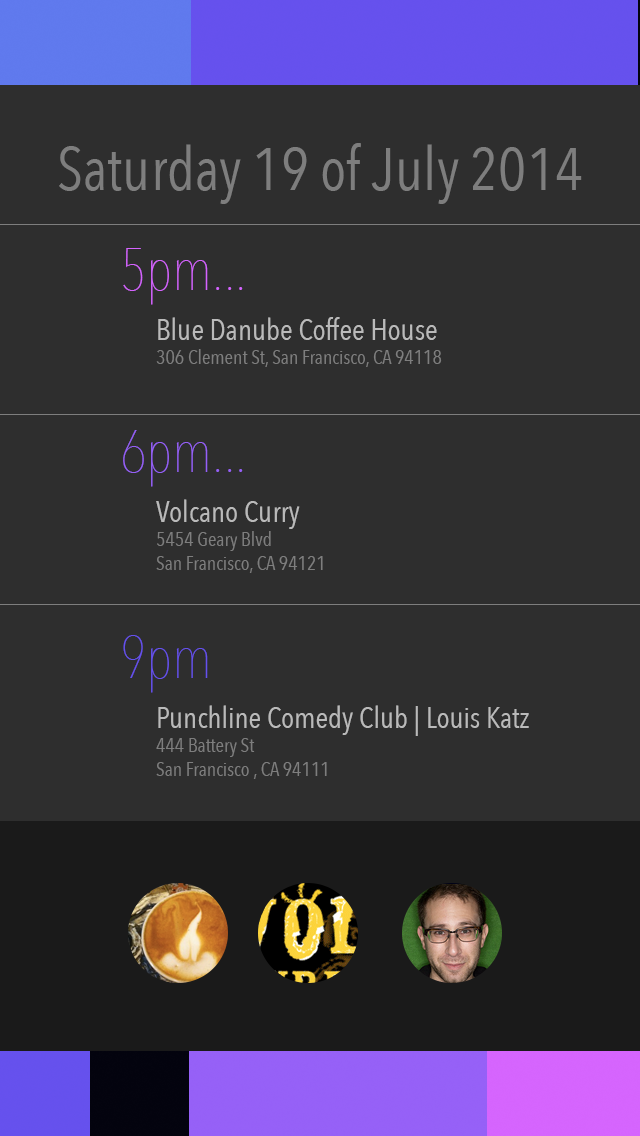 Saturday 19 of July 2014
5pm...
Blue Danube Coffee House
306 Clement St, San Francisco, CA 94118
6pm...
Volcano Curry
5454 Geary Blvd
San Francisco, CA 94121
9pm
Punchline Comedy Club | Louis Katz
444 Battery St
San Francisco , CA 94111
VOL